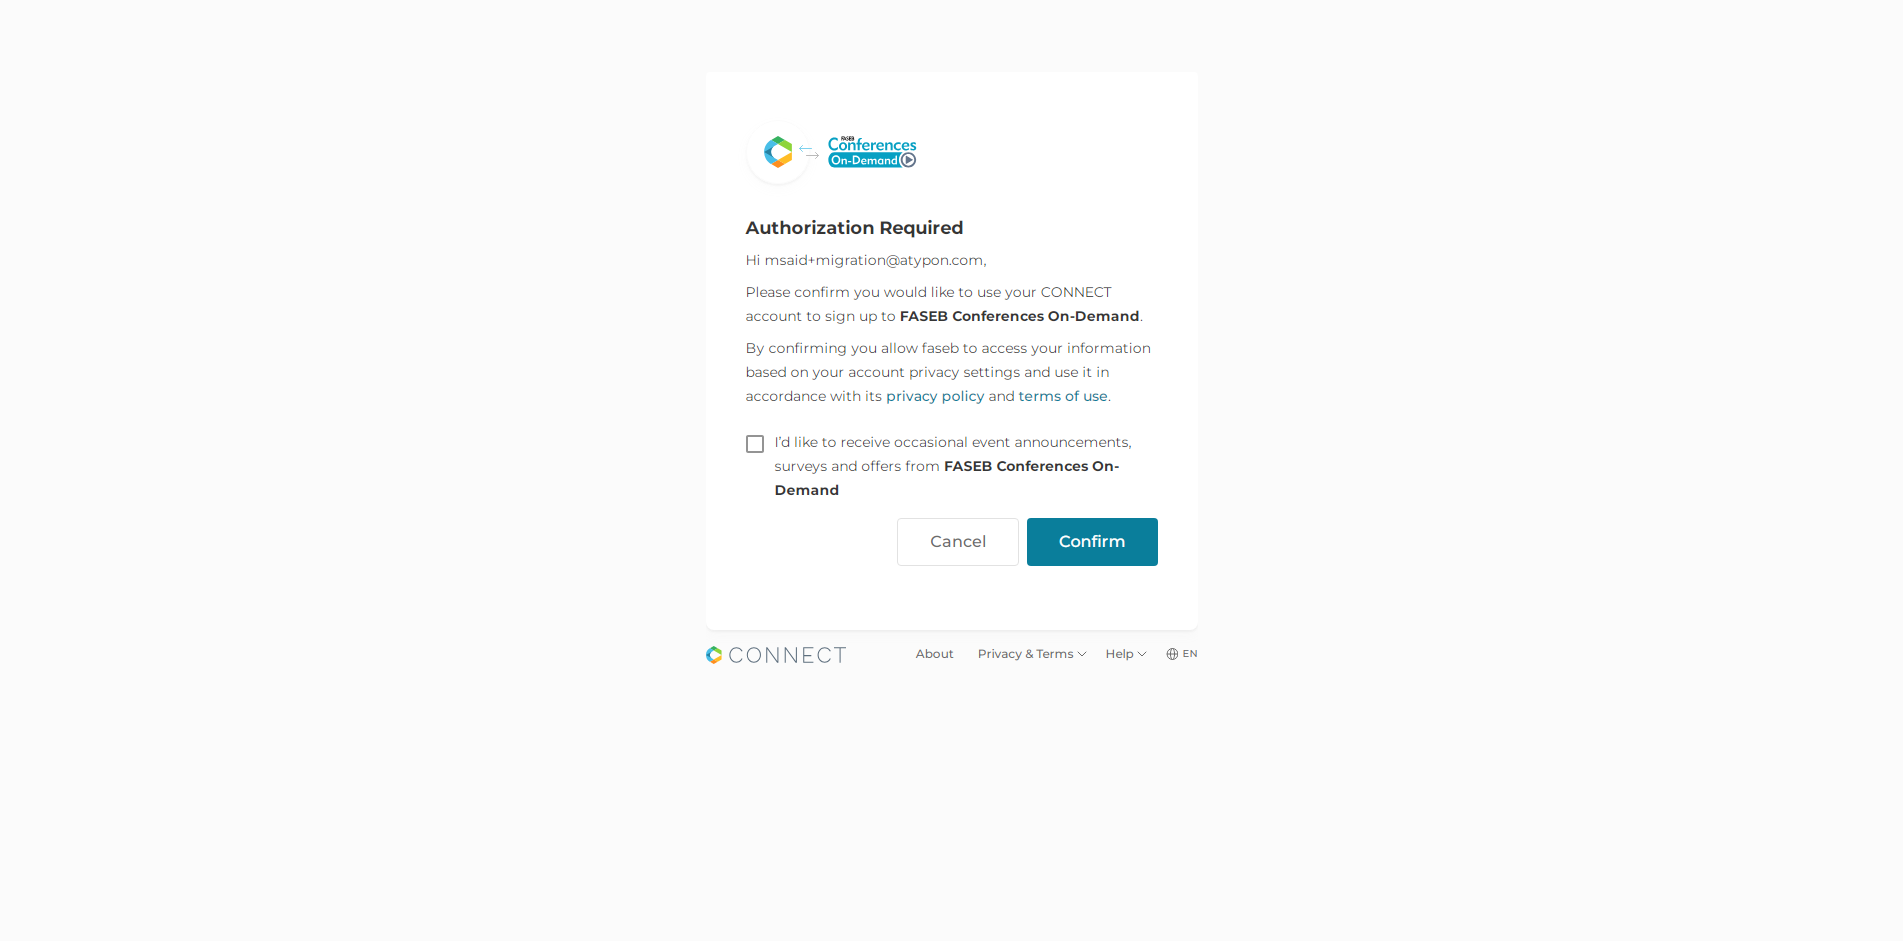 FASEB
Conferences
On-Demand
Authorization Required
Hi msaid+migration@atypon.com,
Please confirm you would like to use your CONNECT
account to sign up to FASEB Conferences On-Demand.
By confirming you allow faseb to access your information
based on your account privacy settings and use it in
accordance with its privacy policy and terms of use.
I’d like to receive occasional event announcements,
surveys and offers from FASEB Conferences On-
Demand
Cancel Confirm
CONNECT About Privacy & Terms Help EN